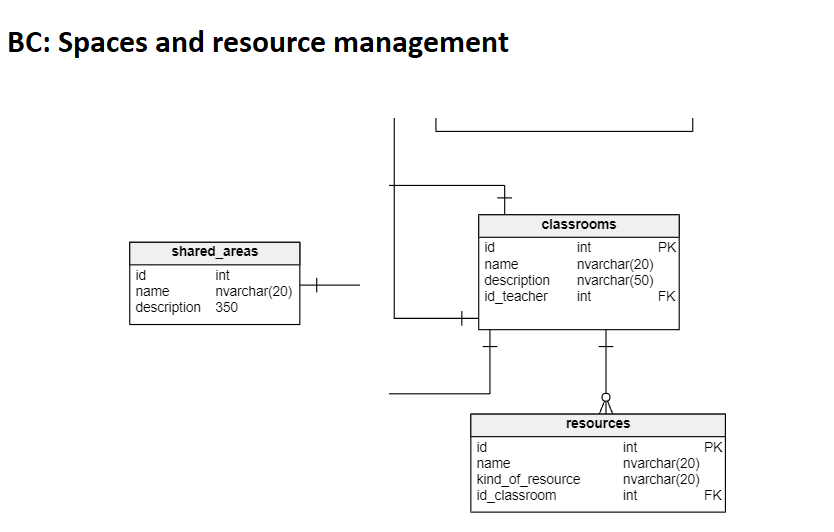 BC: Spaces and resource management
classrooms
id int PK
name nvarchar(20)
description nvarchar(50)
id_teacher int FK
shared_areas
id int
name nvarchar(20)
description 350
resources
id int PK
name nvarchar(20)
kind_of_resource nvarchar(20)
id_classroom int FK